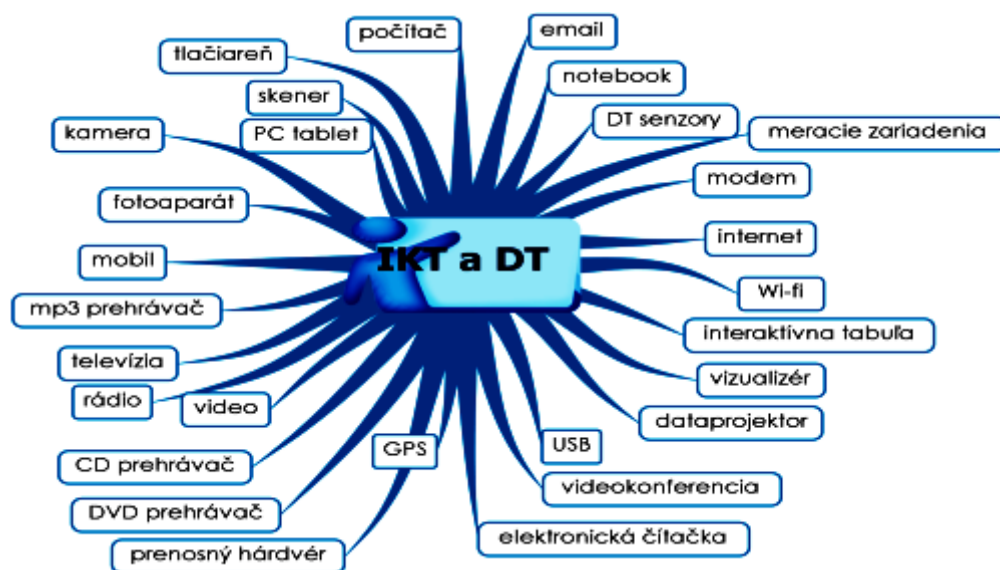 počítač
email
tlačiareň
notebook
skener
DT senzory
kamera
PC tablet
meracie zariadenia
modem
fotoaparát
internet
mobil
IKT a DT
Wi-fi
mp3 prehrávač
interaktívna tabuľa
televízia
vizualizér
rádio
video
dataprojektor
GPS
USB
CD prehrávač
videokonferencia
DVD prehrávač
elektronická čítačka
prenosný hárdvér